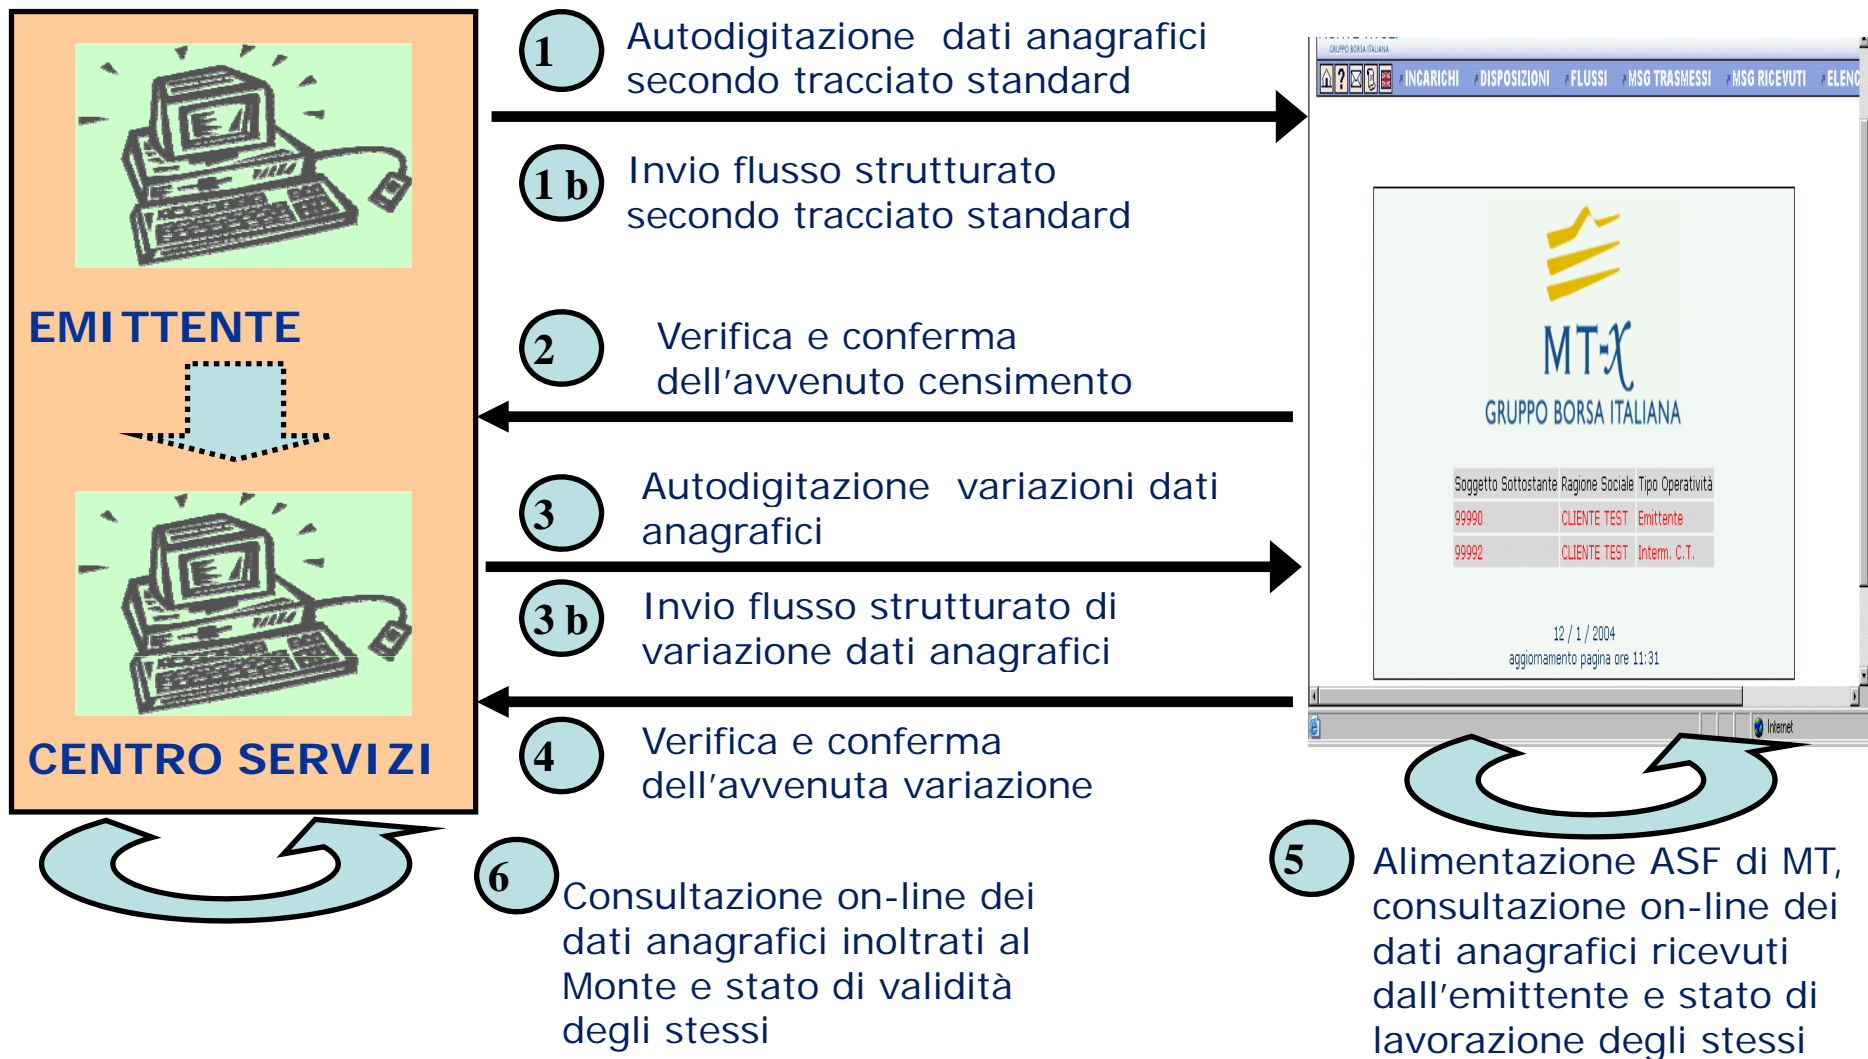 1
Autodigitazione dati anagrafici
secondo tracciato standard
1 b
Invio flusso strutturato
secondo tracciato standard
EMITTENTE
2
Verifica e conferma
dell'avvenuto censimento
3
Autodigitazione variazioni dati
anagrafici
3 b
Invio flusso strutturato di
variazione dati anagrafici
CENTRO SERVIZI
4
Verifica e conferma
dell'avvenuta variazione
6
Consultazione on-line dei
dati anagrafici inoltrati al
Monte e stato di validità
degli stessi
GRUPPO BORSA ITALIANA
INCARICHI DISPOSIZIONI FLUSSI MSG TRASMESSI MSG RICEVUTI ELENC
MT-X
GRUPPO BORSA ITALIANA
Soggetto Sottostante Ragione Sociale Tipo Operatività
99990 CLIENTE TEST Emittente
99992 CLIENTE TEST Interm. C.T.
12 / 1 / 2004
aggiornamento pagina ore 11:31
Internet
5
Alimentazione ASF di MT,
consultazione on-line dei
dati anagrafici ricevuti
dall'emittente e stato di
lavorazione degli stessi